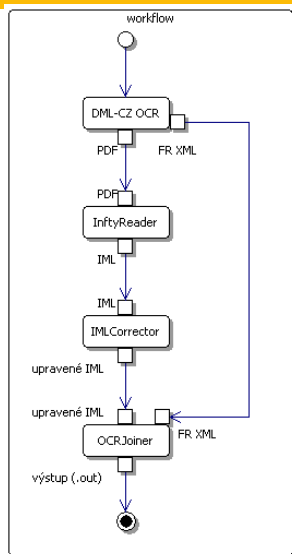 workflow
DML-CZ OCR
PDF
FR XML
PDF
InftyReader
IML
IML
IMLCorrector
upravené IML
upravené IML
FR XML
OCRJoiner
výstup (.out)